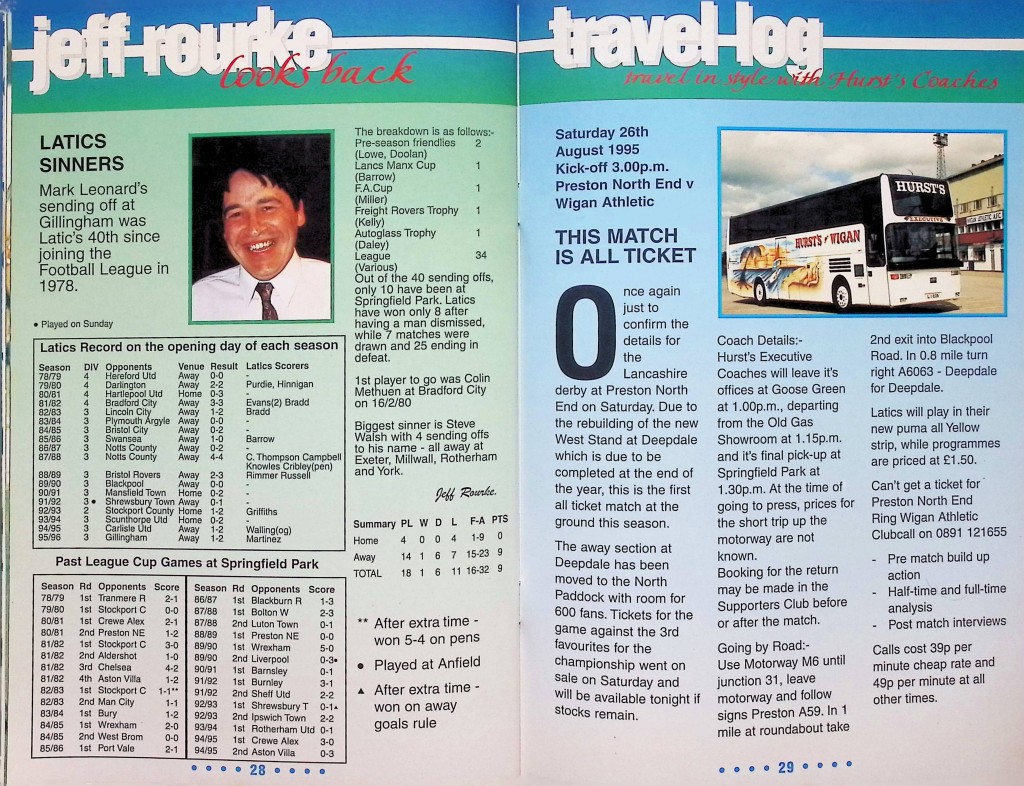 jeff rourke
looks back
LATICS
SINNERS
Mark Leonard's
sending off at
Gillingham was
Latic's 40th since
joining the
Football League in
1978.
• Played on Sunday
The breakdown is as follows:-
Pre-season friendlies 2
(Lowe, Doolan)
Lancs Manx Cup 1
(Barrow)
F.A.Cup 1
(Miller)
Freight Rovers Trophy 1
(Kelly)
Autoglass Trophy 1
(Daley)
League 34
(Various)
Out of the 40 sending offs,
only 10 have been at
Springfield Park. Latics
have won only 8 after
having a man dismissed,
while 7 matches were
drawn and 25 ending in
defeat.
1st player to go was Colin
Methuen at Bradford City
on 16/2/80
Biggest sinner is Steve
Walsh with 4 sending offs
to his name - all away at
Exeter, Millwall, Rotherham
and York.
Jeff Rourke.
Latics Record on the opening day of each season
Season DIV Opponents Venue Result Latics Scorers
78/79 4 Hereford Utd Away 0-0 -
79/80 4 Darlington Away 2-2 Purdie, Hinnigan
80/81 4 Hartlepool Utd Home 0-3 -
81/82 4 Bradford City Away 3-3 Evans(2) Bradd
82/83 3 Lincoln City Away 1-2 Bradd
83/84 3 Plymouth Argyle Away 0-0 -
84/85 3 Bristol City Away 0-2 -
85/86 3 Swansea Away 1-0 Barrow
86/87 3 Notts County Away 0-2 -
87/88 3 Notts County Away 4-4 C. Thompson Campbell
Knowles Cribley(pen)
88/89 3 Bristol Rovers Away 2-3 Rimmer Russell
89/90 3 Blackpool Away 0-0 -
90/91 3 Mansfield Town Home 0-2 -
91/92 3 • Shrewsbury Town Away 0-1 -
92/93 2 Stockport County Home 1-2 Griffiths
93/94 3 Scunthorpe Utd Home 0-2 -
94/95 3 Carlisle Utd Away 1-2 Walling(og)
95/96 3 Gillingham Away 1-2 Martinez
Summary PL W D L F-A PTS
Home 4 0 0 4 1-9 0
Away 14 1 6 7 15-23 9
TOTAL 18 1 6 11 16-32 9
Past League Cup Games at Springfield Park
Season Rd Opponents Score
78/79 1st Tranmere R 2-1
79/80 1st Stockport C 0-0
80/81 1st Crewe Alex 2-1
80/81 2nd Preston NE 1-2
81/82 1st Stockport C 3-0
81/82 2nd Aldershot 1-0
81/82 3rd Chelsea 4-2
81/82 4th Aston Villa 1-2
82/83 1st Stockport C 1-1**
82/83 2nd Man City 1-1
83/84 1st Bury 1-2
84/85 1st Wrexham 2-0
84/85 2nd West Brom 0-0
85/86 1st Port Vale 2-1
Season Rd Opponents Score
86/87 1st Blackburn R 1-3
87/88 1st Bolton W 2-3
87/88 2nd Luton Town 0-1
88/89 1st Preston NE 0-0
89/90 1st Wrexham 5-0
89/90 2nd Liverpool 0-3•
90/91 1st Barnsley 0-1
91/92 1st Burnley 3-1
91/92 2nd Sheff Utd 2-2
92/93 1st Shrewsbury T 0-1▲
92/93 2nd Ipswich Town 2-2
93/94 1st Rotherham Utd 0-1
94/95 1st Crewe Alex 3-0
94/95 2nd Aston Villa 0-3
** After extra time -
won 5-4 on pens
• Played at Anfield
▲ After extra time -
won on away
goals rule
28
travel log
travel in style with Hurst's Coaches
Saturday 26th
August 1995
Kick-off 3.00p.m.
Preston North End v
Wigan Athletic
THIS MATCH
IS ALL TICKET
HURST'S
EXECUTIVE
HURST'S of WIGAN
WIGAN ATHLETIC AFC
Once again
just to
confirm the
details for
the
Lancashire
derby at Preston North
End on Saturday. Due to
the rebuilding of the new
West Stand at Deepdale
which is due to be
completed at the end of
the year, this is the first
all ticket match at the
ground this season.
The away section at
Deepdale has been
moved to the North
Paddock with room for
600 fans. Tickets for the
game against the 3rd
favourites for the
championship went on
sale on Saturday and
will be available tonight if
stocks remain.
Coach Details:-
Hurst's Executive
Coaches will leave it's
offices at Goose Green
at 1.00p.m., departing
from the Old Gas
Showroom at 1.15p.m.
and it's final pick-up at
Springfield Park at
1.30p.m. At the time of
going to press, prices for
the short trip up the
motorway are not
known.
Booking for the return
may be made in the
Supporters Club before
or after the match.
Going by Road:-
Use Motorway M6 until
junction 31, leave
motorway and follow
signs Preston A59. In 1
mile at roundabout take
2nd exit into Blackpool
Road. In 0.8 mile turn
right A6063 - Deepdale
for Deepdale.
Latics will play in their
new puma all Yellow
strip, while programmes
are priced at £1.50.
Can't get a ticket for
Preston North End
Ring Wigan Athletic
Clubcall on 0891 121655
- Pre match build up
action
- Half-time and full-time
analysis
- Post match interviews
Calls cost 39p per
minute cheap rate and
49p per minute at all
other times.
29